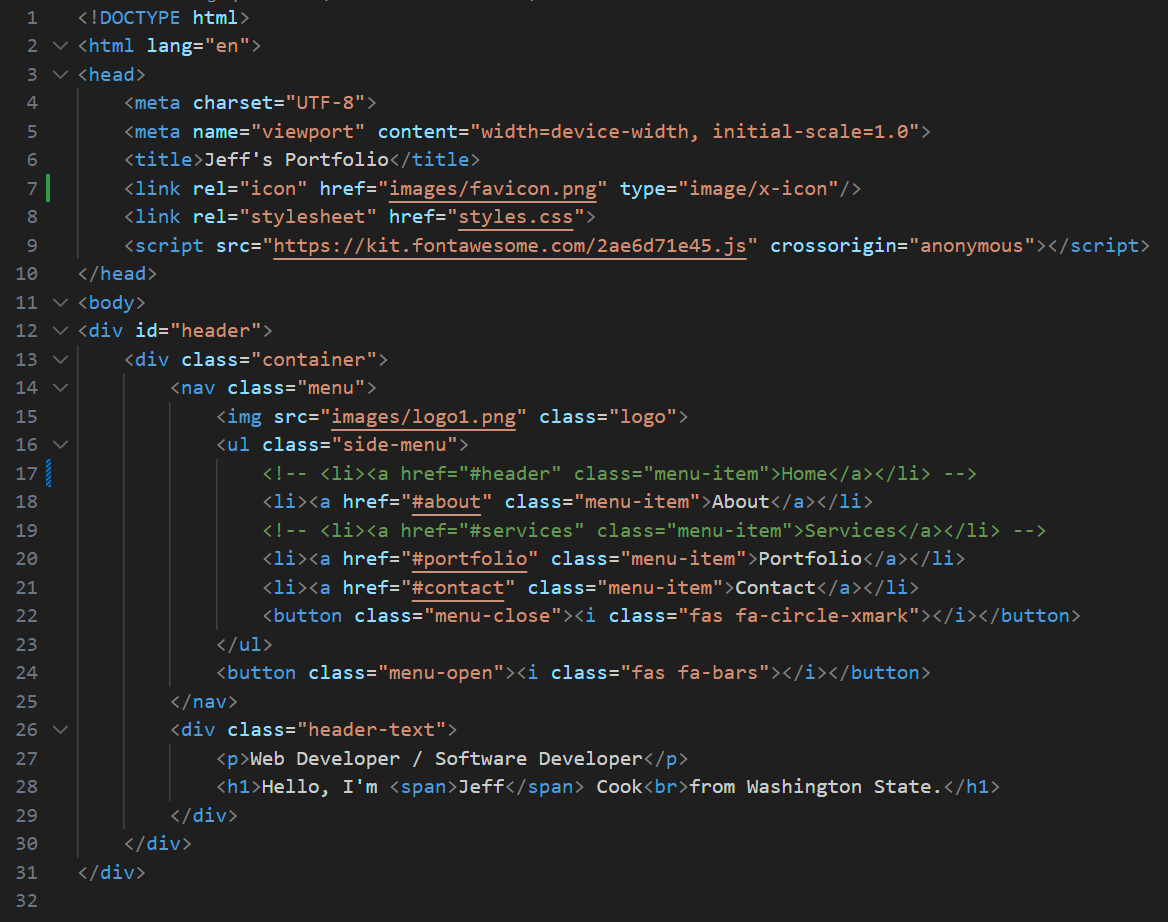 1 <!DOCTYPE html>
2 <html lang="en">
3 <head>
4     <meta charset="UTF-8">
5     <meta name="viewport" content="width=device-width, initial-scale=1.0">
6     <title>Jeff's Portfolio</title>
7     <link rel="icon" href="images/favicon.png" type="image/x-icon"/>
8     <link rel="stylesheet" href="styles.css">
9     <script src="https://kit.fontawesome.com/2ae6d71e45.js" crossorigin="anonymous"></script>
10 </head>
11 <body>
12 <div id="header">
13     <div class="container">
14         <nav class="menu">
15             <img src="images/logo1.png" class="logo">
16             <ul class="side-menu">
17                 <!-- <li><a href="#header" class="menu-item">Home</a></li> -->
18                 <li><a href="#about" class="menu-item">About</a></li>
19                 <!-- <li><a href="#services" class="menu-item">Services</a></li> -->
20                 <li><a href="#portfolio" class="menu-item">Portfolio</a></li>
21                 <li><a href="#contact" class="menu-item">Contact</a></li>
22                 <button class="menu-close"><i class="fas fa-circle-xmark"></i></button>
23             </ul>
24             <button class="menu-open"><i class="fas fa-bars"></i></button>
25         </nav>
26         <div class="header-text">
27             <p>Web Developer / Software Developer</p>
28             <h1>Hello, I'm <span>Jeff</span> Cook<br>from Washington State.</h1>
29         </div>
30     </div>
31 </div>
32